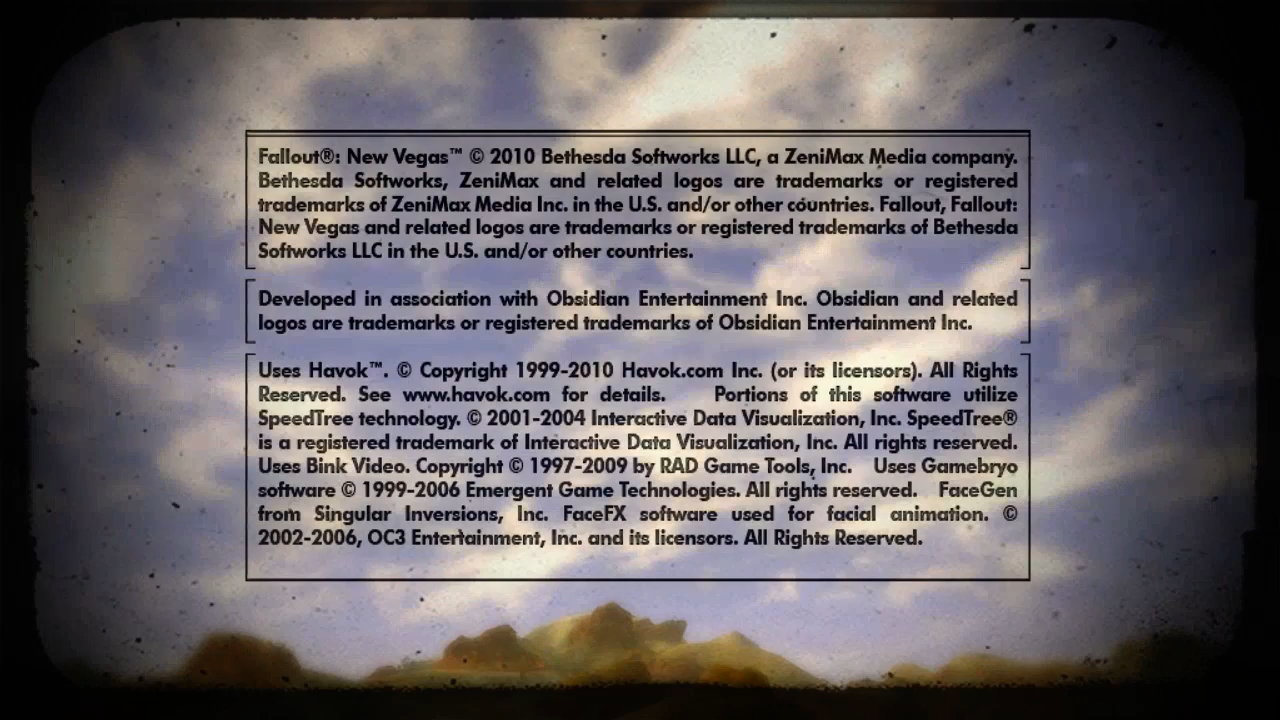 Fallout®: New Vegas™ © 2010 Bethesda Softworks LLC, a ZeniMax Media company.
Bethesda Softworks, ZeniMax and related logos are trademarks or registered
trademarks of ZeniMax Media Inc. in the U.S. and/or other countries. Fallout, Fallout:
New Vegas and related logos are trademarks or registered trademarks of Bethesda
Softworks LLC in the U.S. and/or other countries.
Developed in association with Obsidian Entertainment Inc. Obsidian and related
logos are trademarks or registered trademarks of Obsidian Entertainment Inc.
Uses Havok™. © Copyright 1999-2010 Havok.com Inc. (or its licensors). All Rights
Reserved. See www.havok.com for details. Portions of this software utilize
SpeedTree technology. © 2001-2004 Interactive Data Visualization, Inc. SpeedTree®
is a registered trademark of Interactive Data Visualization, Inc. All rights reserved.
Uses Bink Video. Copyright © 1997-2009 by RAD Game Tools, Inc. Uses Gamebryo
software © 1999-2006 Emergent Game Technologies. All rights reserved. FaceGen
from Singular Inversions, Inc. FaceFX software used for facial animation. ©
2002-2006, OC3 Entertainment, Inc. and its licensors. All Rights Reserved.